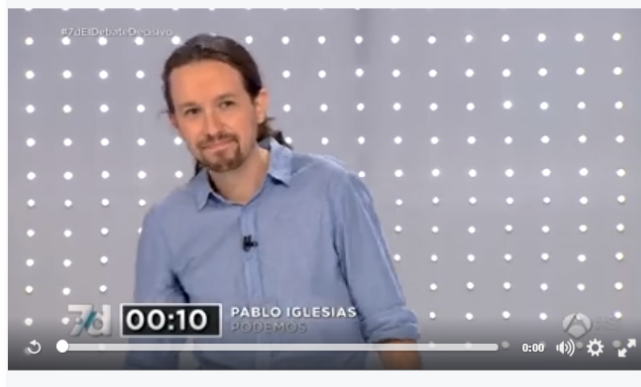 #7dElDebateDecisivo
7d
00:10
PABLO IGLESIAS
PODEMOS
0:00